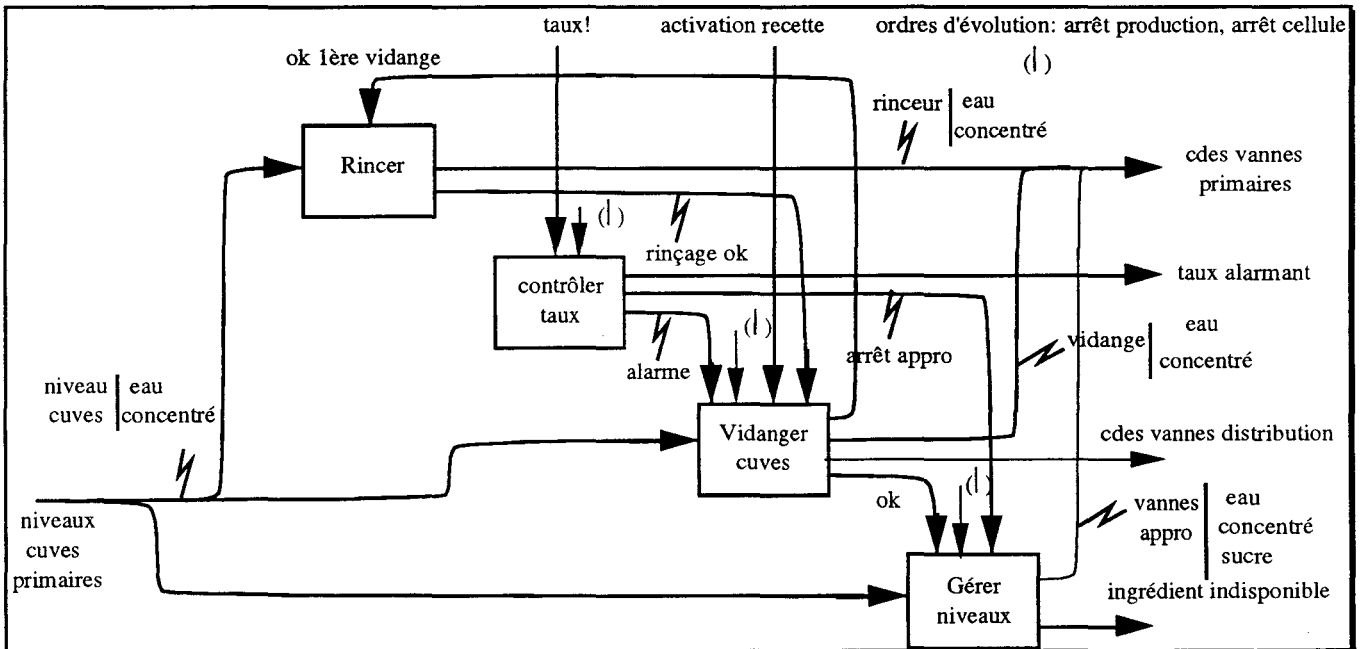 taux!
activation recette
ordres d'évolution: arrêt production, arrêt cellule
ok 1ère vidange
rinceur
eau
concentré
Rincer
cdes vannes
primaires
rinçage ok
contrôler
taux
taux alarmant
alarme
arrêt appro
vidange
eau
concentré
niveau
cuves
eau
concentré
Vidanger
cuves
cdes vannes distribution
ok
niveaux
cuves
primaires
vannes
appro
eau
concentré
sucre
Gérer
niveaux
ingrédient indisponible